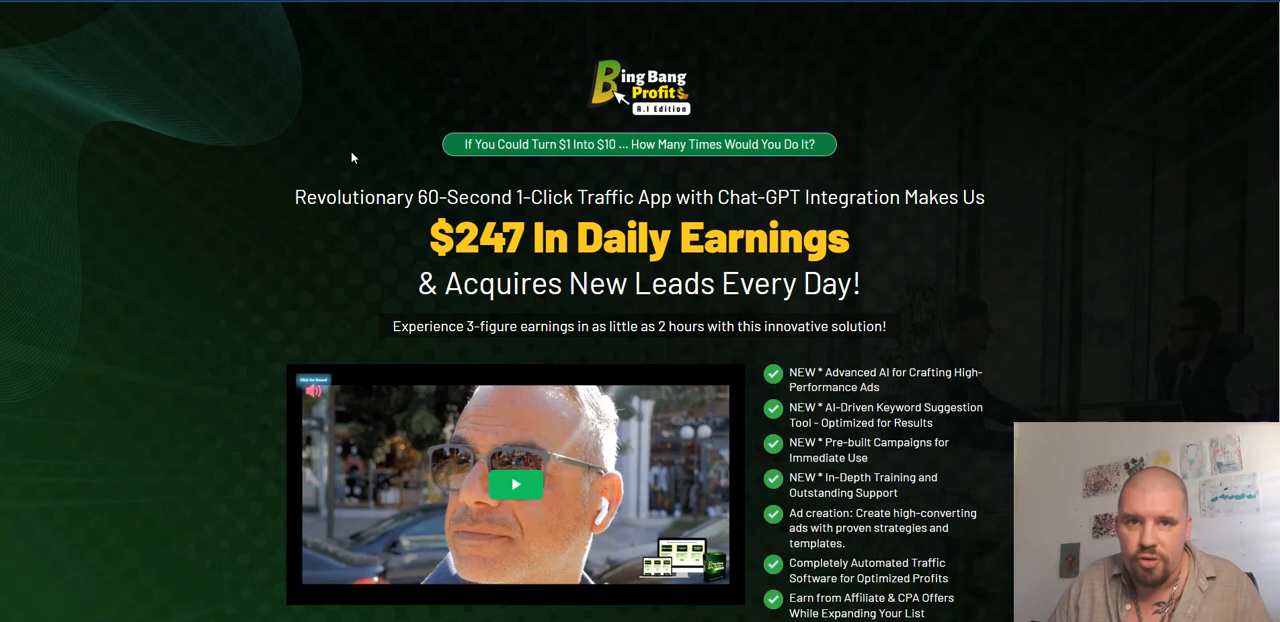 Bing Bang
Profit$
A.I Edition
If You Could Turn $1 Into $10 ... How Many Times Would You Do It?
Revolutionary 60-Second 1-Click Traffic App with Chat-GPT Integration Makes Us
$247 In Daily Earnings
& Acquires New Leads Every Day!
Experience 3-figure earnings in as little as 2 hours with this innovative solution!
Click for Sound
NEW * Advanced AI for Crafting High-
Performance Ads
NEW * AI-Driven Keyword Suggestion
Tool - Optimized for Results
NEW * Pre-built Campaigns for
Immediate Use
NEW * In-Depth Training and
Outstanding Support
Ad creation: Create high-converting
ads with proven strategies and
templates.
Completely Automated Traffic
Software for Optimized Profits
Earn from Affiliate & CPA Offers
While Expanding Your List